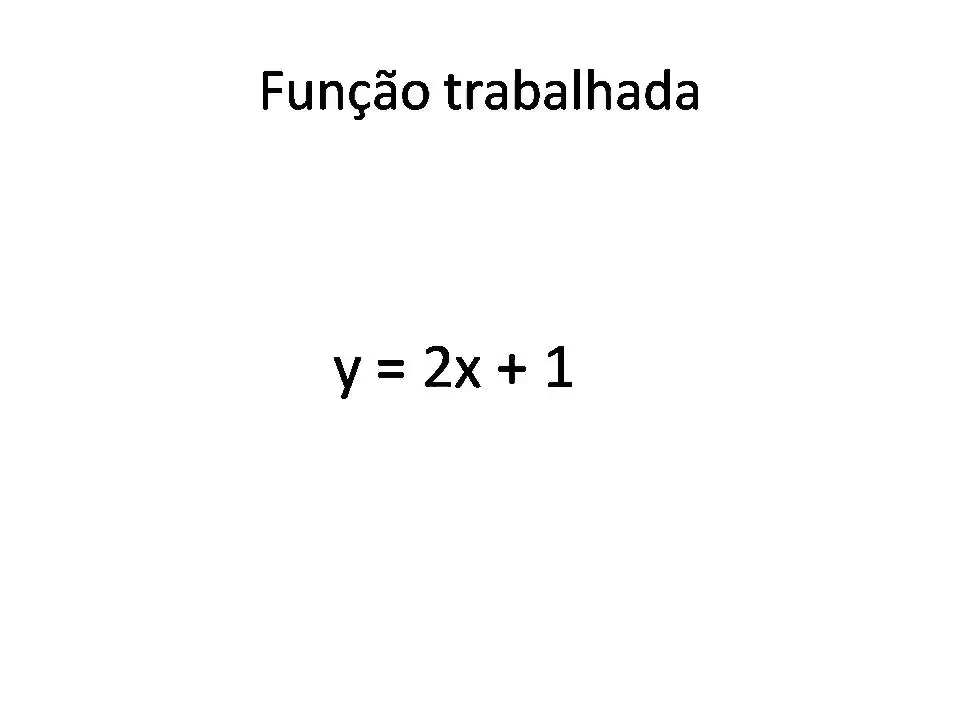 Função trabalhada
y = 2x + 1